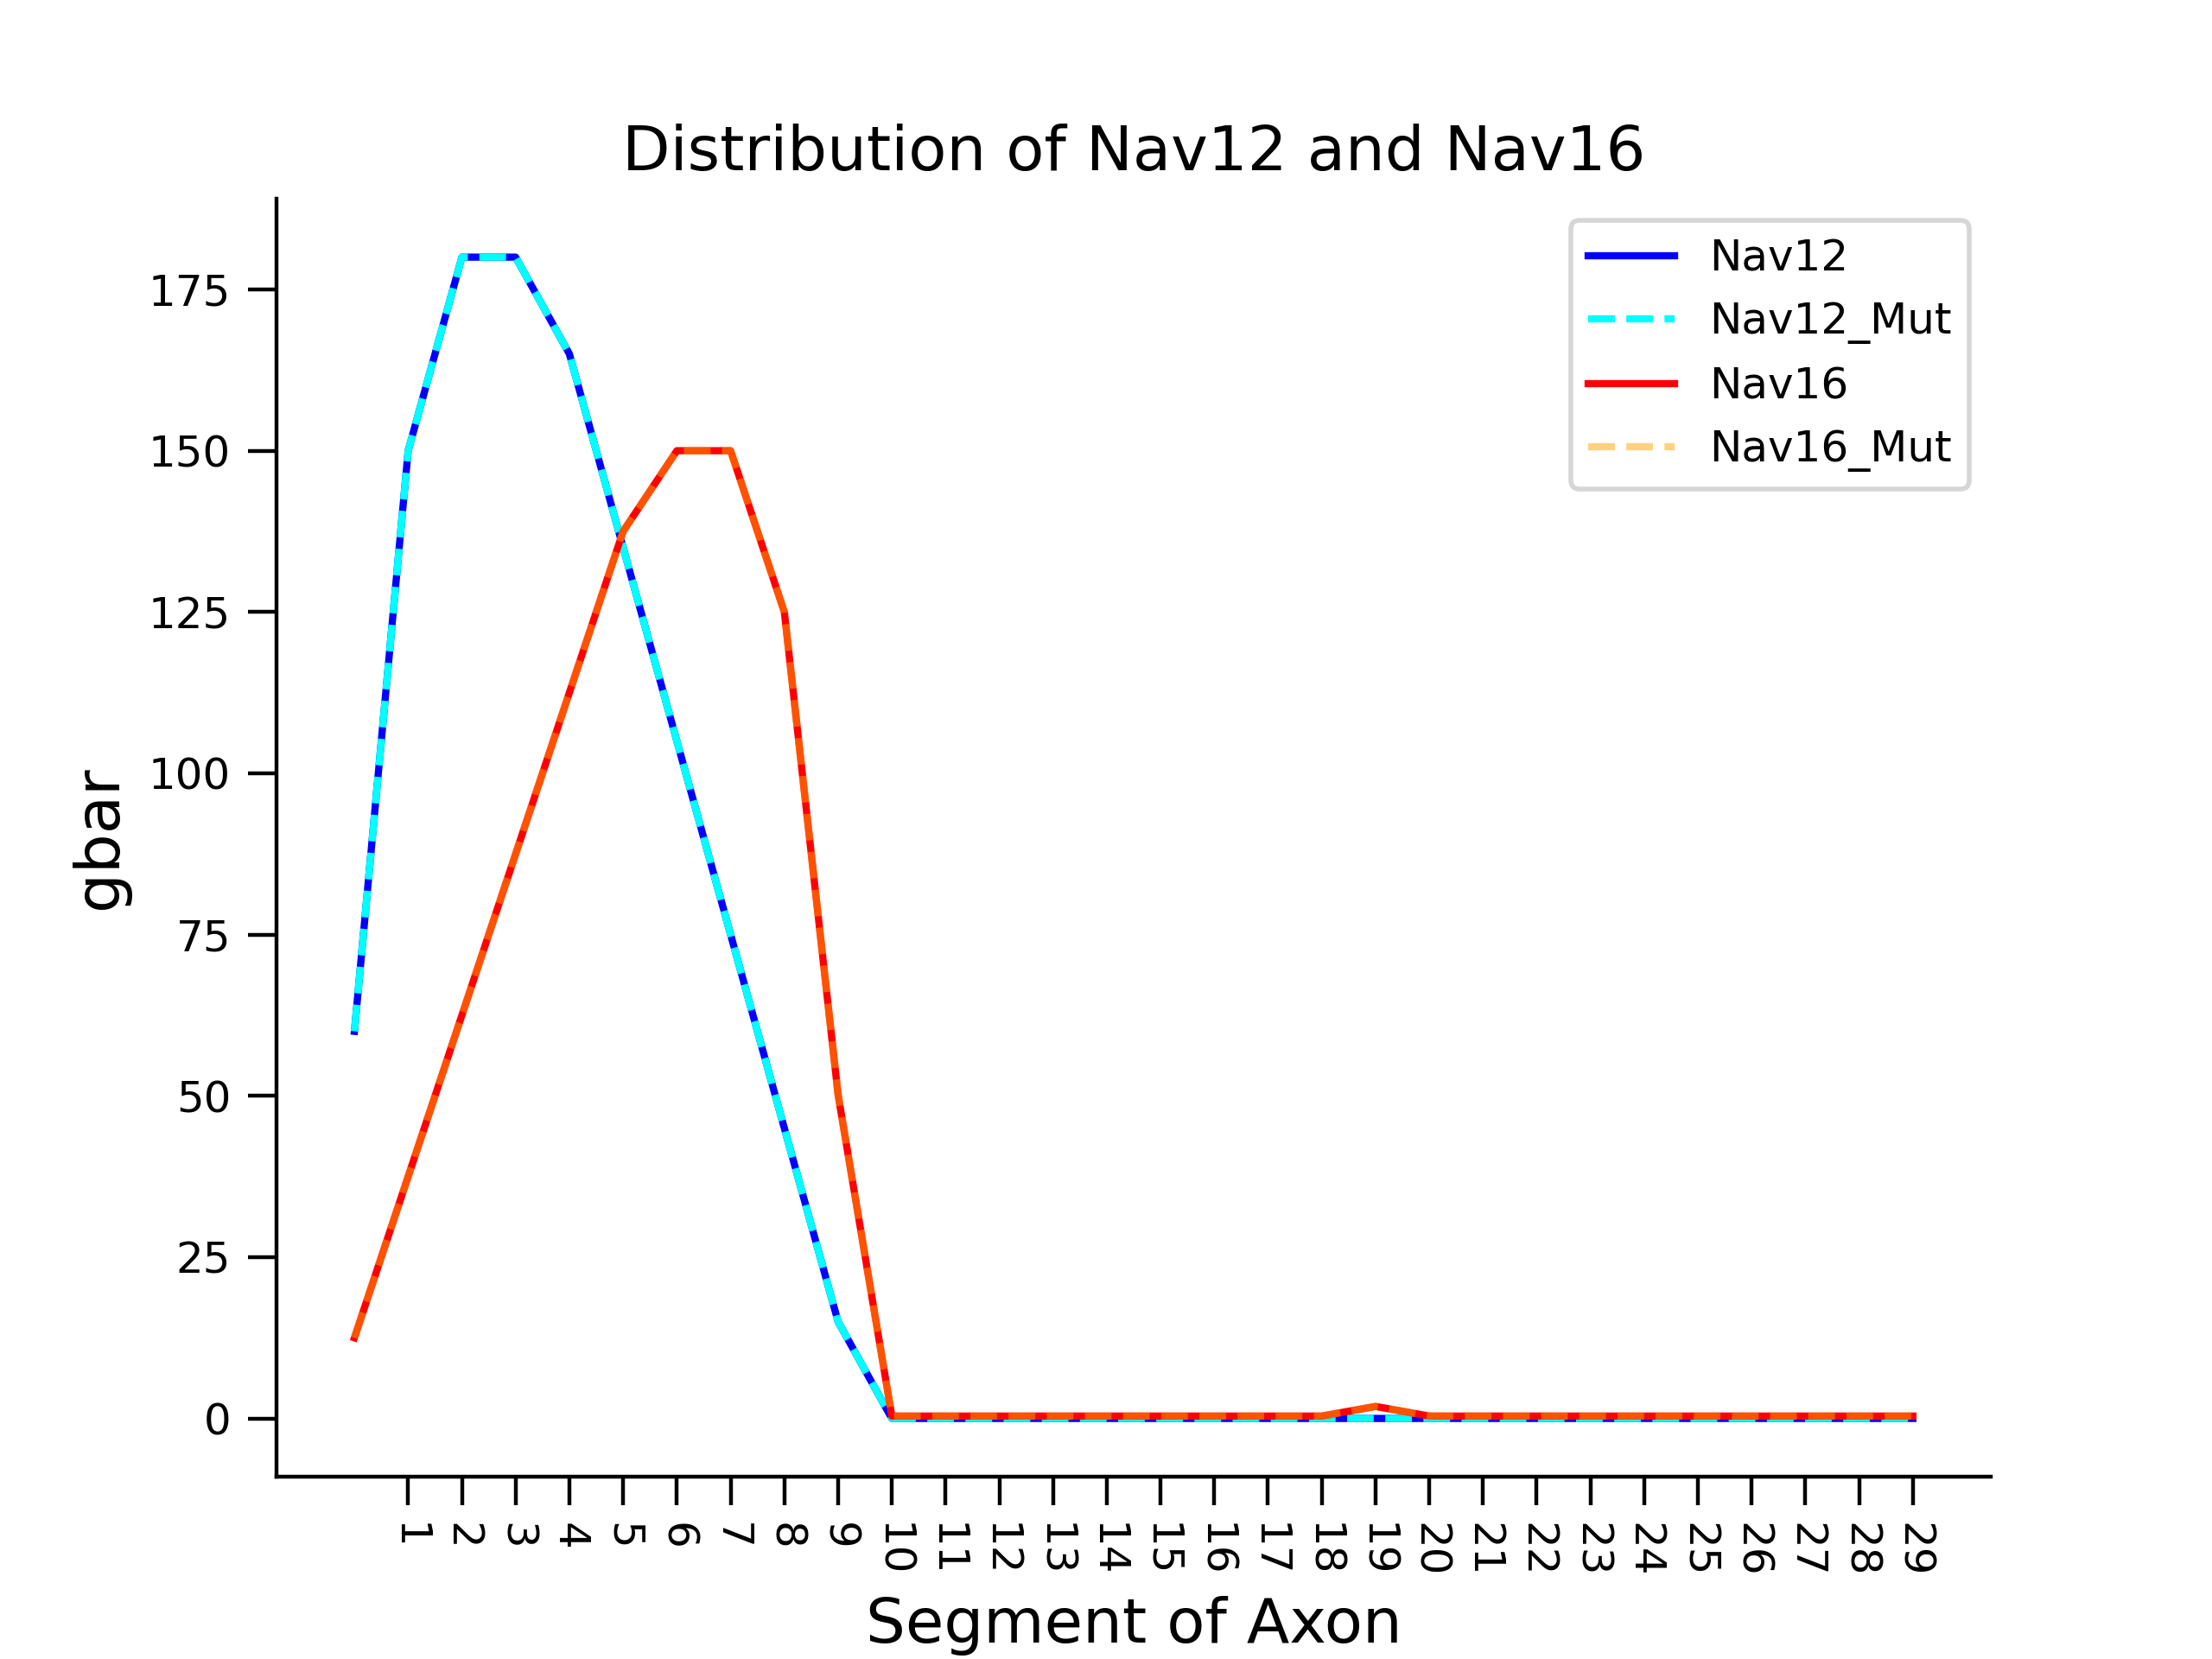 Distribution of Nav12 and Nav16
Nav12
Nav12_Mut
Nav16
Nav16_Mut
175
150
125
100
75
50
25
0
gbar
1 2 3 4 5 6 7 8 9 10 11 12 13 14 15 16 17 18 19 20 21 22 23 24 25 26 27 28 29
Segment of Axon